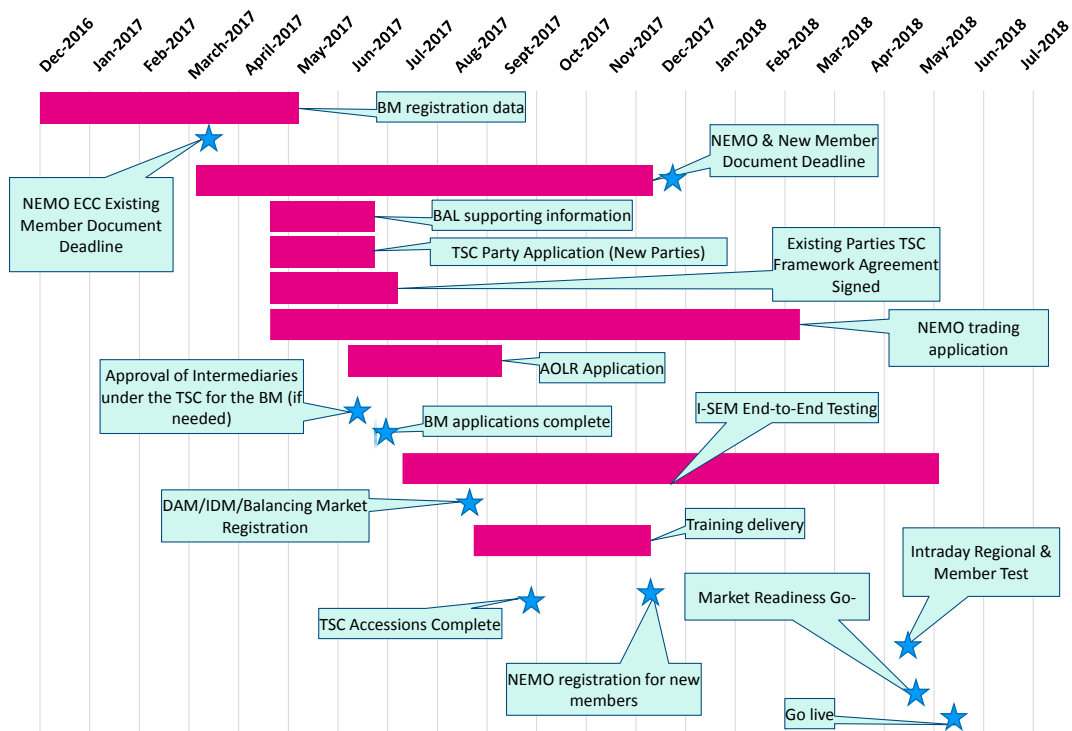 Dec-2016
Jan-2017
Feb-2017
March-2017
April-2017
May-2017
Jun-2017
Jul-2017
Aug-2017
Sept-2017
Oct-2017
Nov-2017
Dec-2017
Jan-2018
Feb-2018
Mar-2018
Apr-2018
May-2018
Jun-2018
Jul-2018
BM registration data
NEMO & New Member
Document Deadline
NEMO ECC Existing
Member Document
Deadline
BAL supporting information
TSC Party Application (New Parties)
Existing Parties TSC
Framework Agreement
Signed
NEMO trading
application
AOLR Application
Approval of Intermediaries
under the TSC for the BM (if
needed)
BM applications complete
I-SEM End-to-End Testing
DAM/IDM/Balancing Market
Registration
Training delivery
Intraday Regional &
Member Test
Market Readiness Go-
TSC Accessions Complete
NEMO registration for new
members
Go live